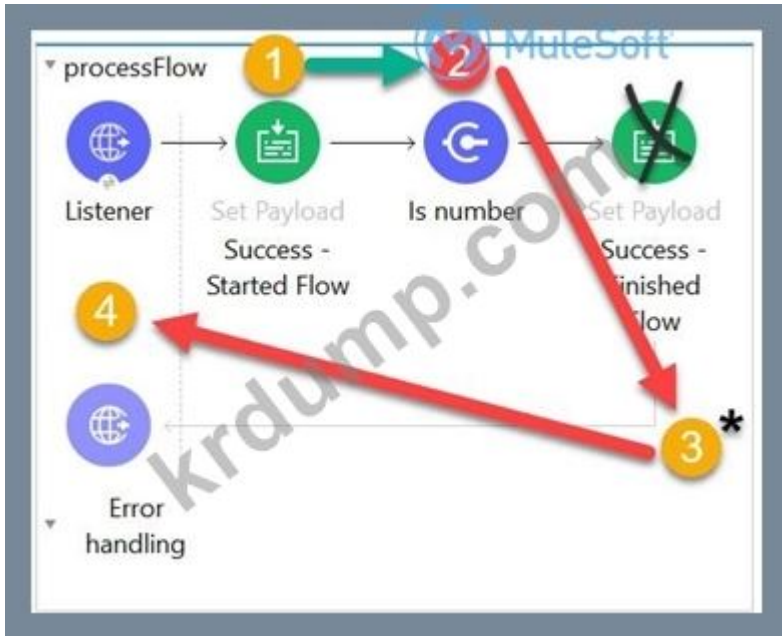 MuleSoft
processFlow
1
2
Listener
Set Payload
Is number
Set Payload
Success -
Started Flow
Success -
Finished
Flow
4
3
*
Error
handling
krdump.com